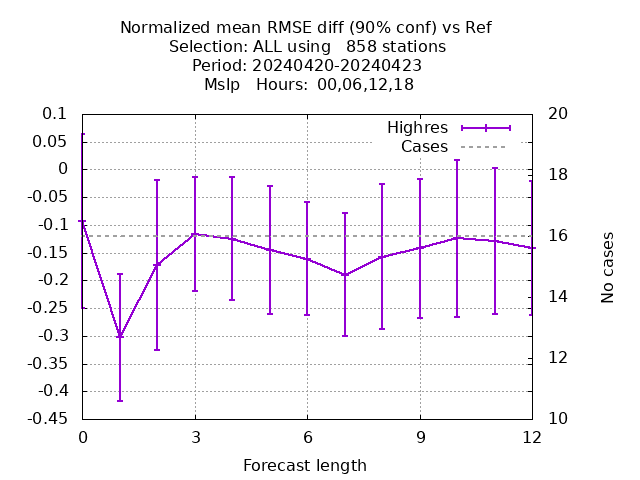 Normalized mean RMSE diff (90% conf) vs Ref
Selection: ALL using   858 stations
Period: 20240420-20240423
Mslp   Hours:  00,06,12,18
Highres
Cases
0.1
0.05
0
-0.05
-0.1
-0.15
-0.2
-0.25
-0.3
-0.35
-0.4
-0.45
20
18
16
14
12
10
No cases
0 3 6 9 12
Forecast length